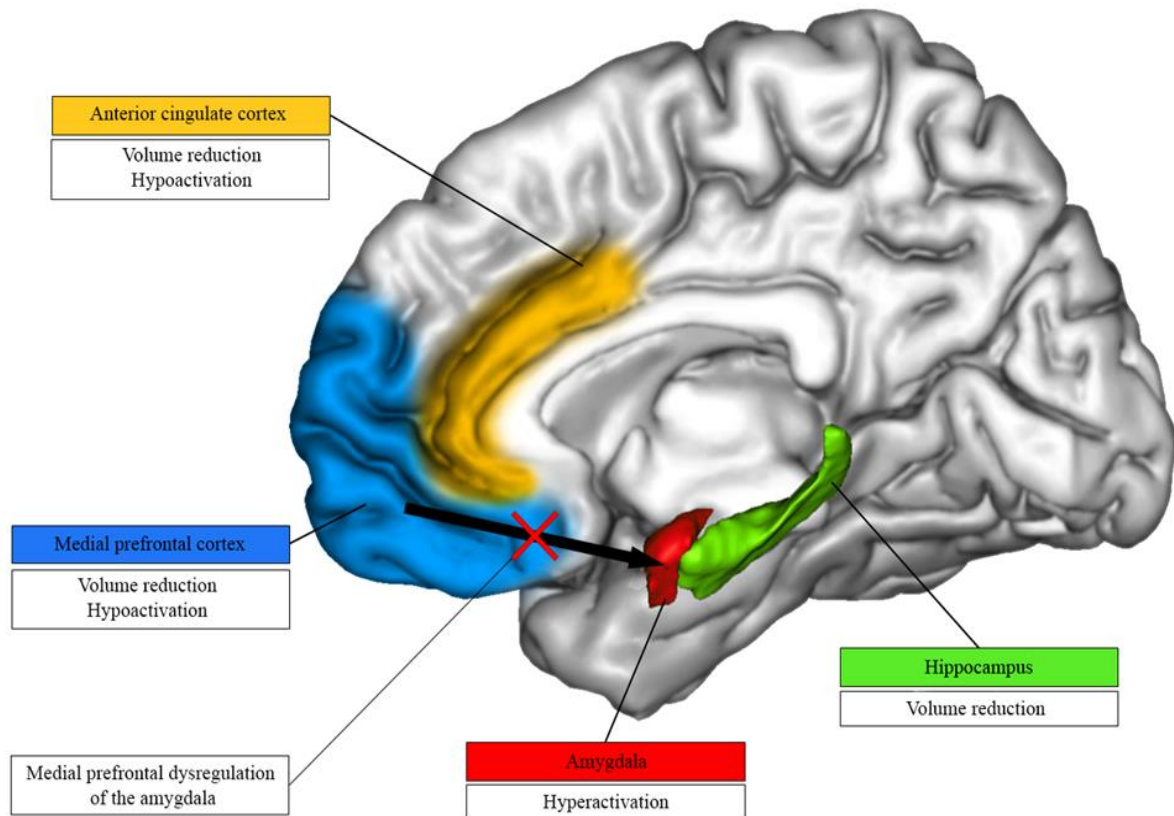 Anterior cingulate cortex
Volume reduction
Hypoactivation
Medial prefrontal cortex
Volume reduction
Hypoactivation
Medial prefrontal dysregulation
of the amygdala
Amygdala
Hyperactivation
Hippocampus
Volume reduction